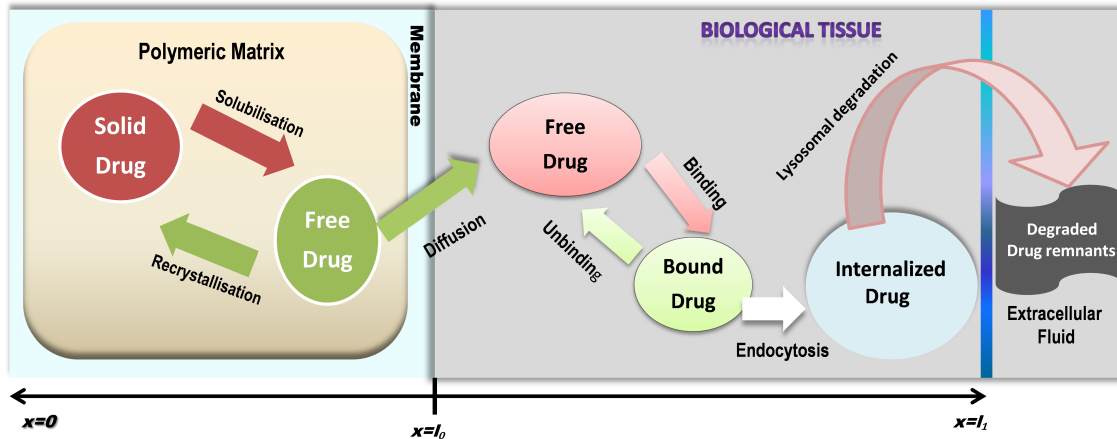 BIOLOGICAL TISSUE
Polymeric Matrix
Membrane
Solid
Drug
Solubilisation
Free
Drug
Recrystallisation
Diffusion
Free
Drug
Binding
Unbinding
Bound
Drug
Endocytosis
Internalized
Drug
Lysosomal degradation
Degraded
Drug remnants
Extracellular
Fluid
x=0
x=l₀
x=l₁